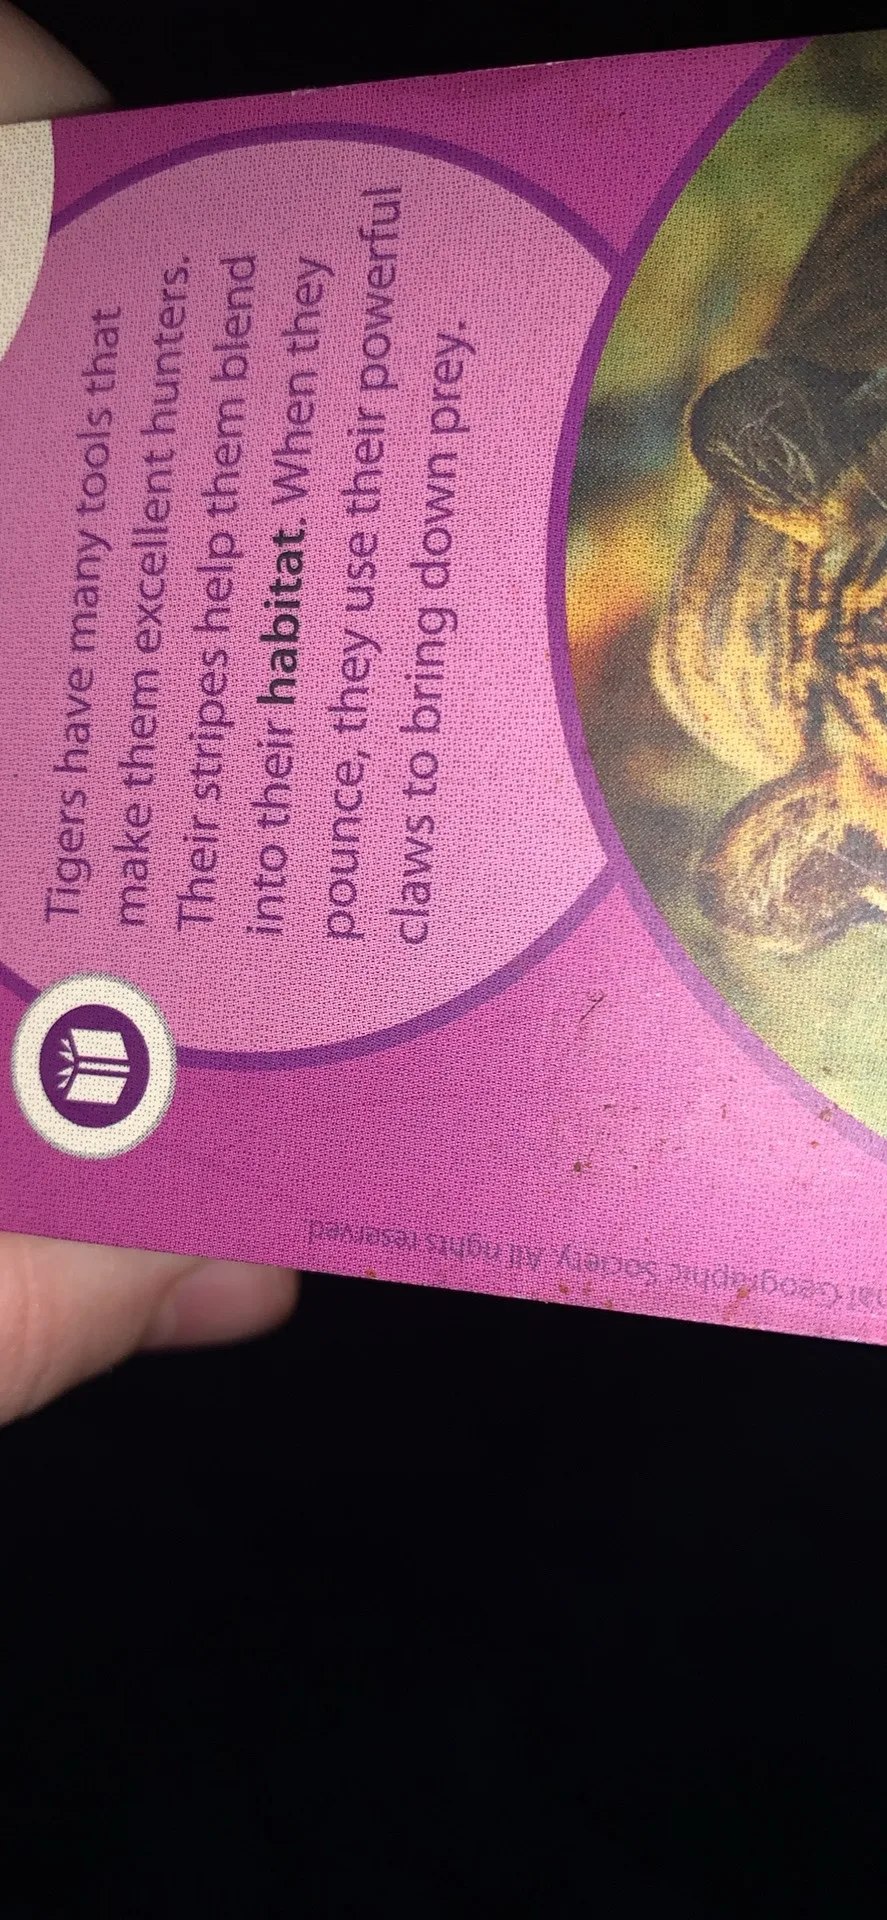 Tigers have many tools that
make them excellent hunters.
Their stripes help them blend
into their habitat. When they
pounce, they use their powerful
claws to bring down prey.
Geographic Society. All rights reserved.